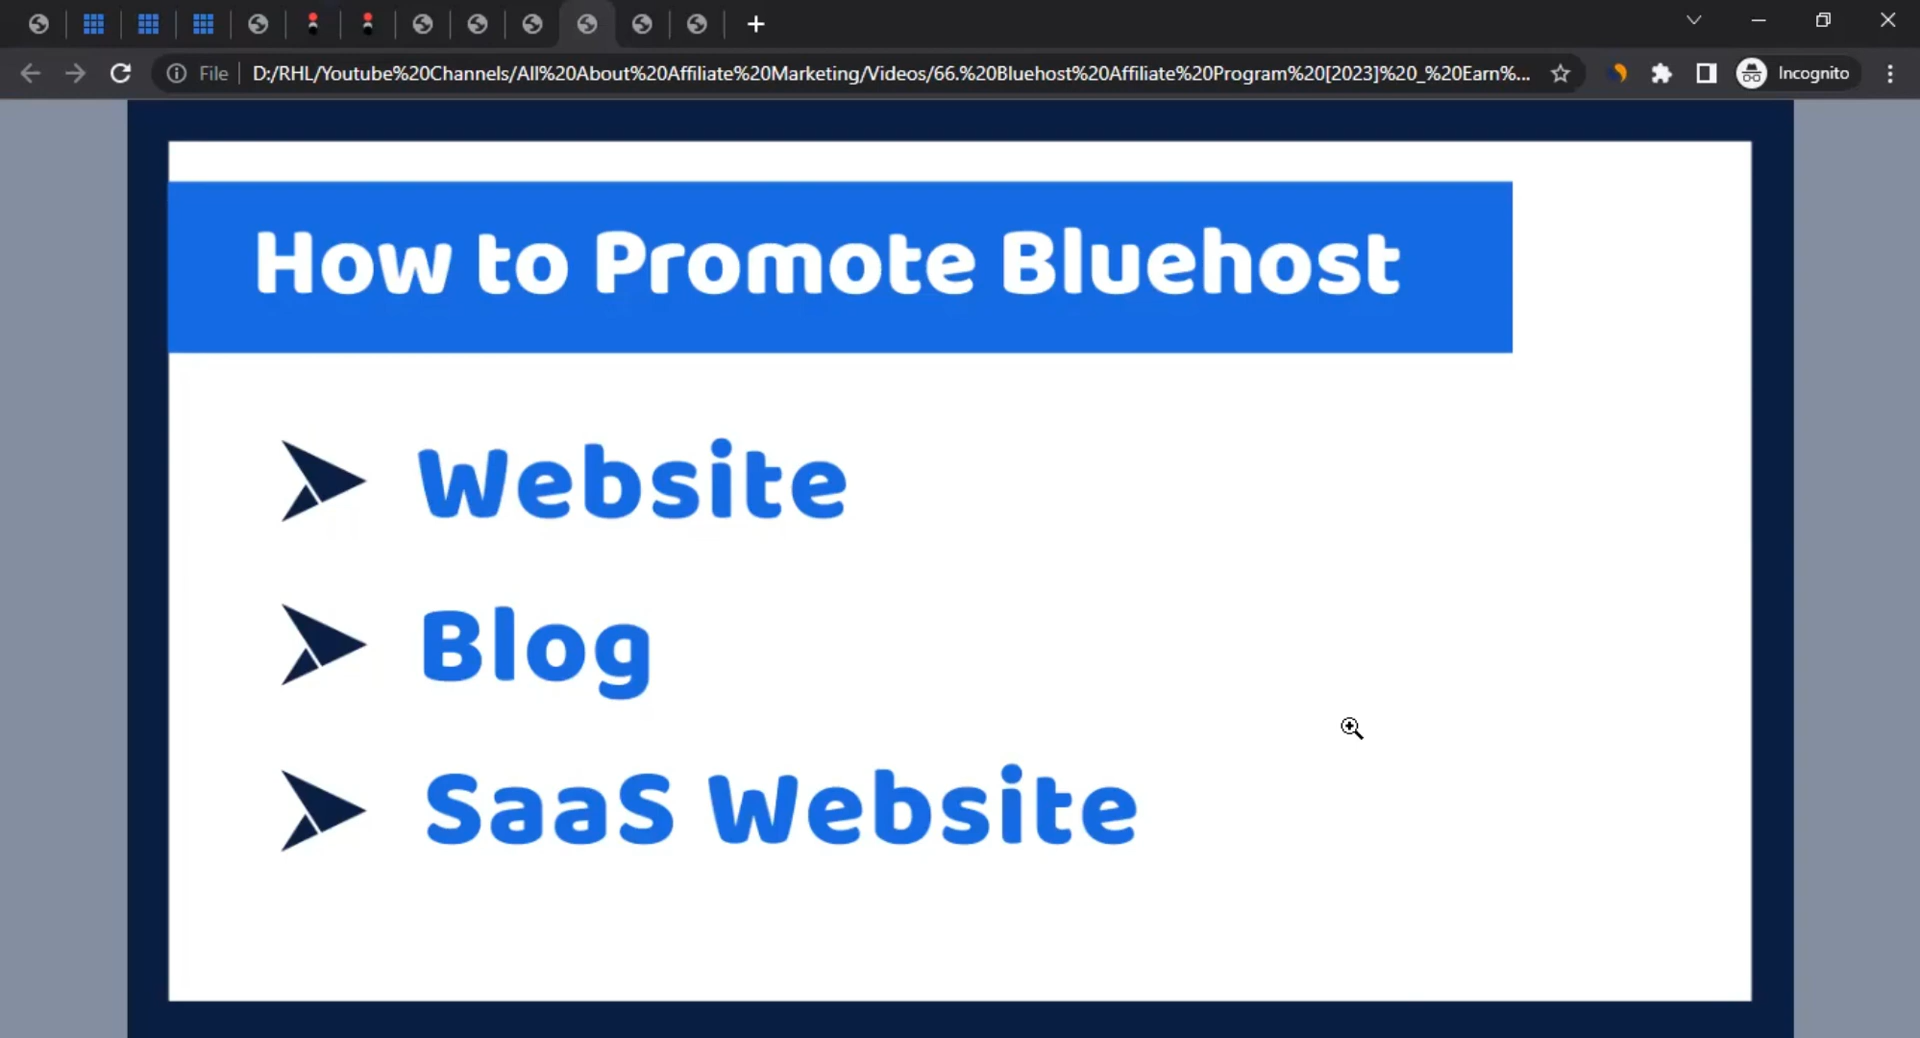 File
D:/RHL/Youtube%20Channels/All%20About%20Affiliate%20Marketing/Videos/66.%20Bluehost%20Affiliate%20Program%20[2023]%20_%20Earn%...
Incognito
How to Promote Bluehost
Website
Blog
SaaS Website